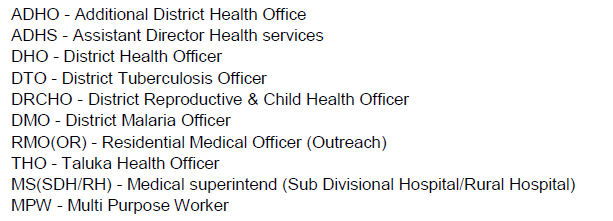 ADHO - Additional District Health Office
ADHS - Assistant Director Health services
DHO - District Health Officer
DTO - District Tuberculosis Officer
DRCHO - District Reproductive & Child Health Officer
DMO - District Malaria Officer
RMO(OR) - Residential Medical Officer (Outreach)
THO - Taluka Health Officer
MS(SDH/RH) - Medical superintend (Sub Divisional Hospital/Rural Hospital)
MPW - Multi Purpose Worker